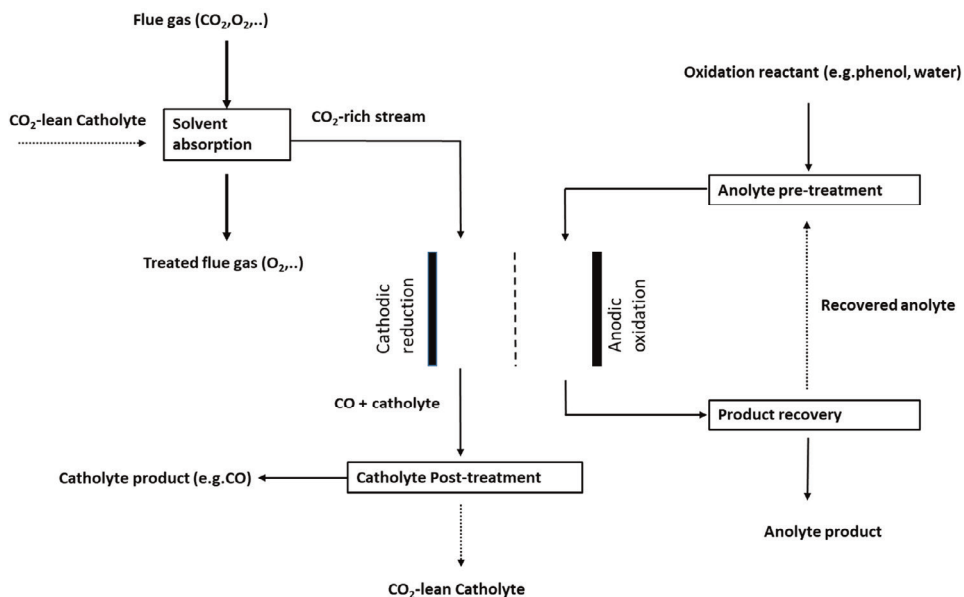 Flue gas (CO₂,O₂,..)
Oxidation reactant (e.g.phenol, water)
CO₂-lean Catholyte
Solvent
absorption
CO₂-rich stream
Anolyte pre-treatment
Treated flue gas (O₂,..)
Cathodic
reduction
Anodic
oxidation
Recovered anolyte
CO + catholyte
Product recovery
Catholyte product (e.g.CO)
Catholyte Post-treatment
Anolyte product
CO₂-lean Catholyte